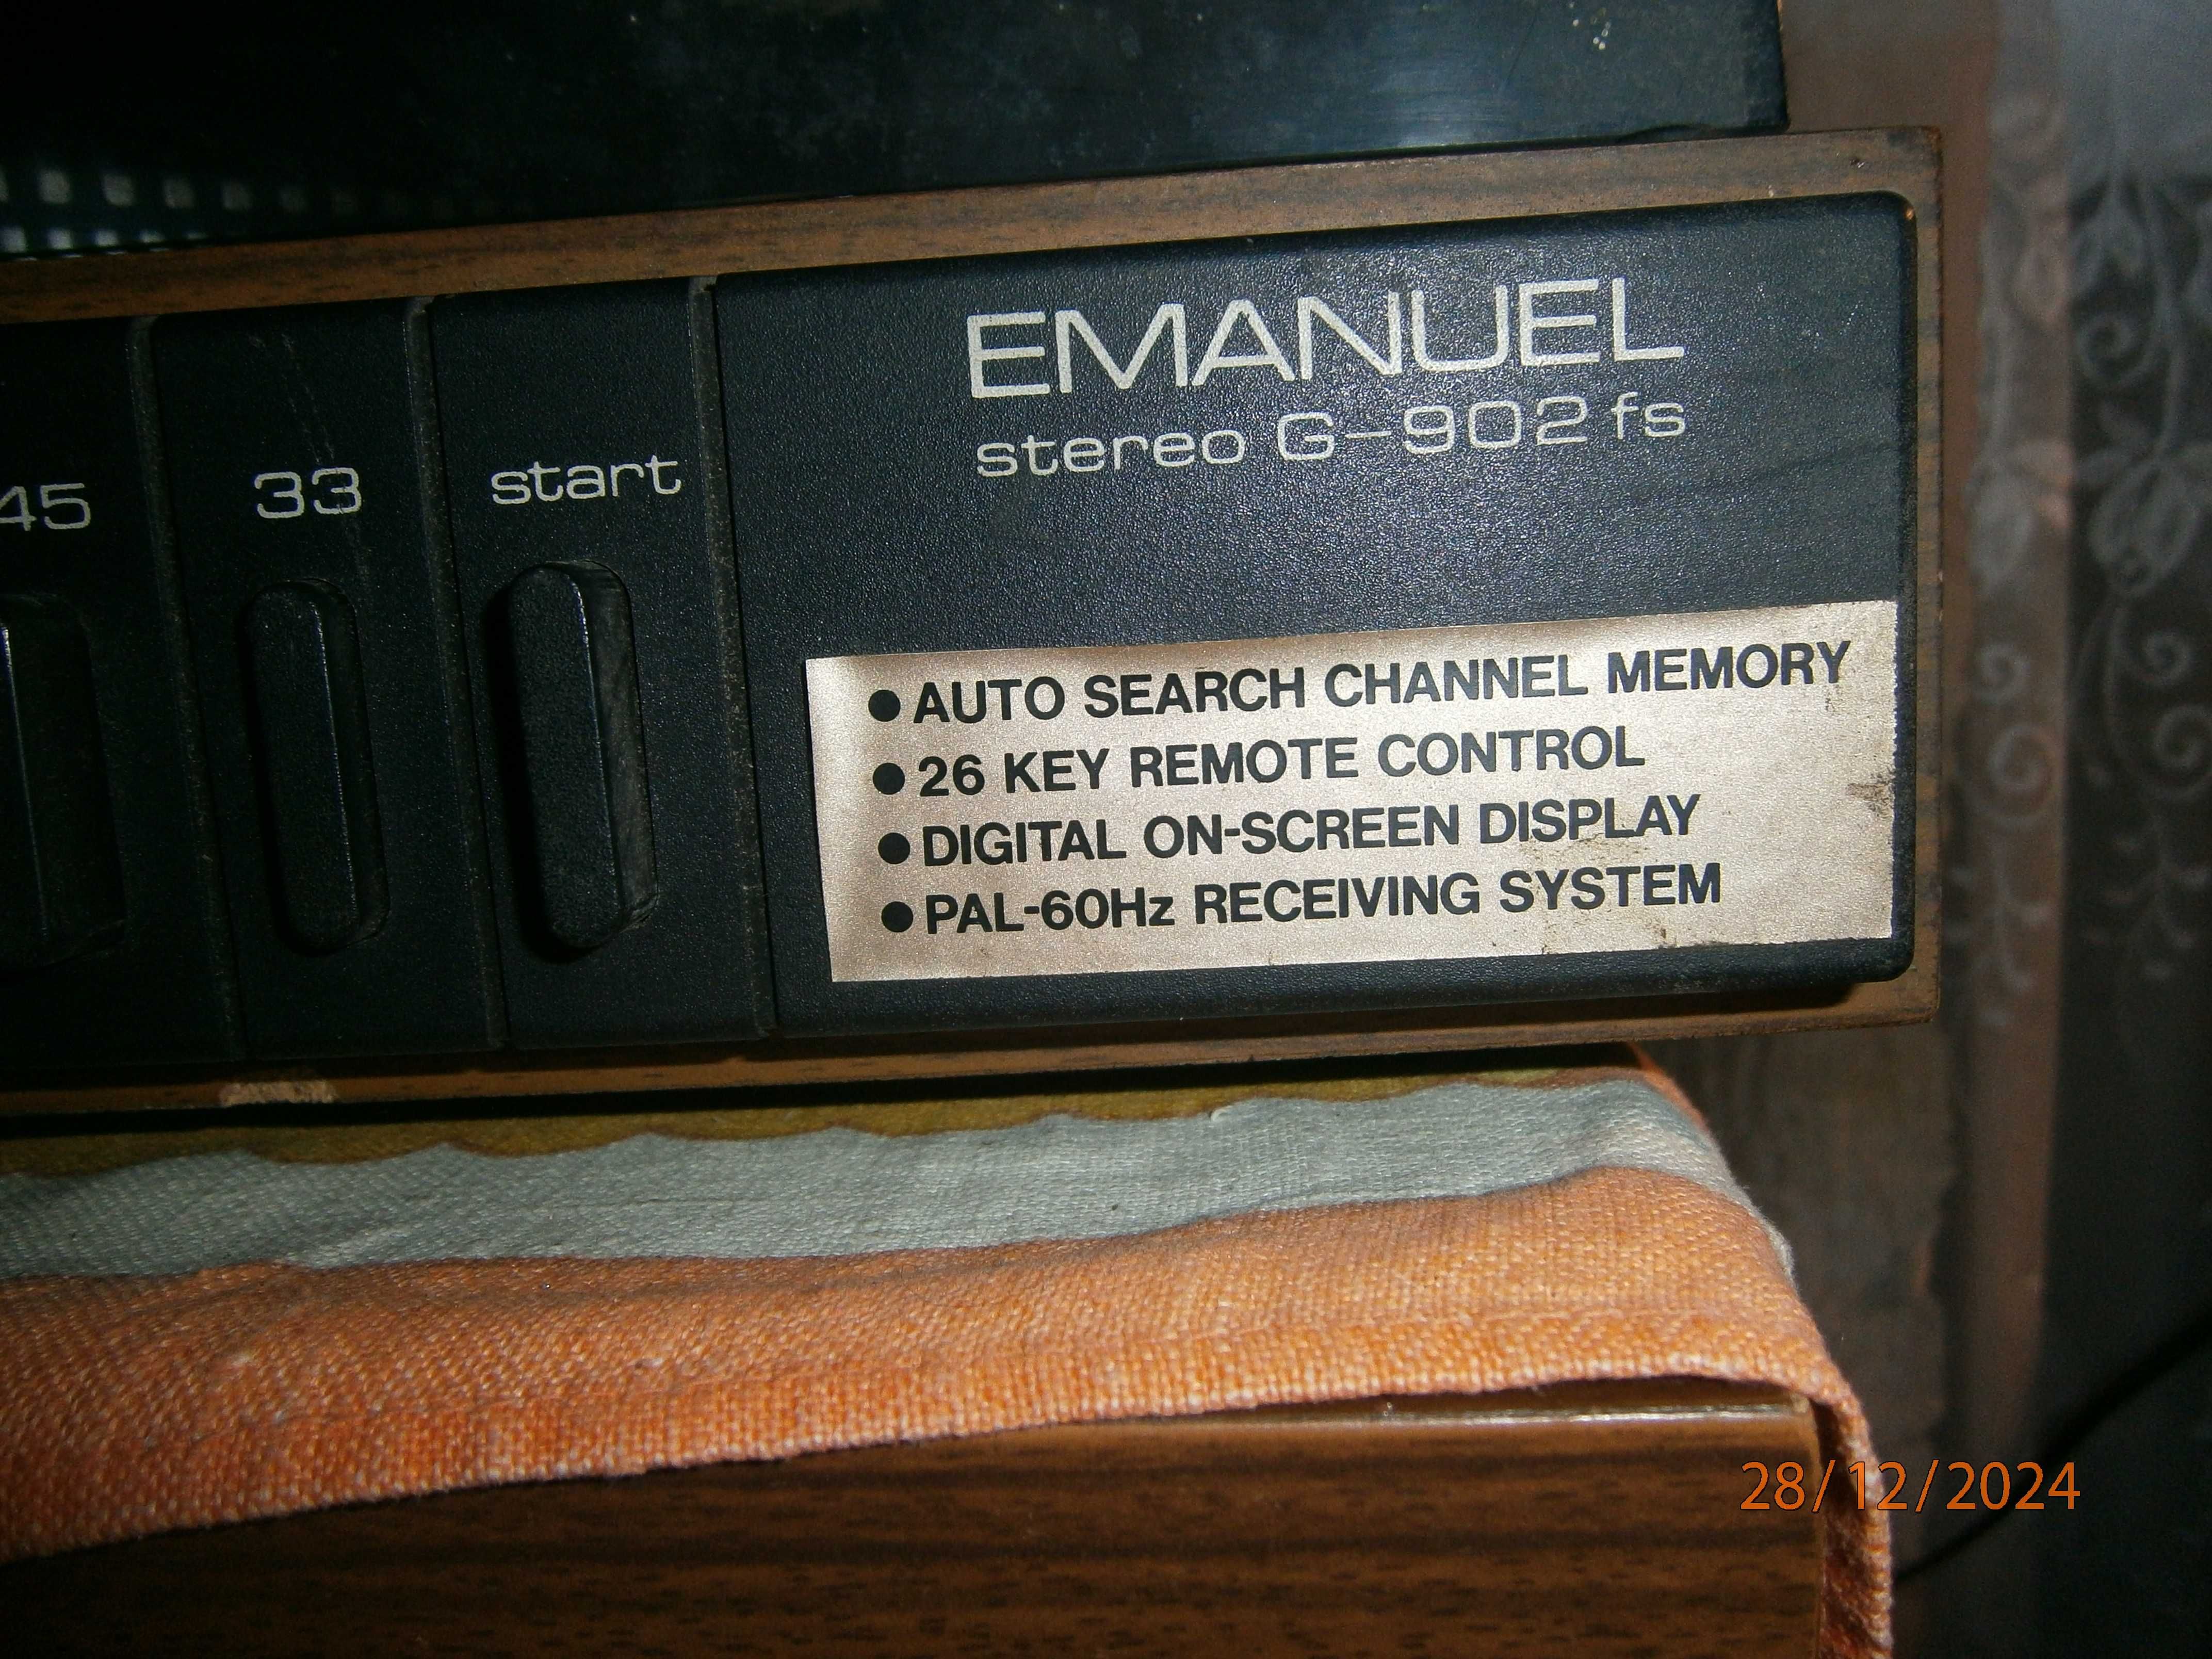 EMANUEL
stereo G-902 fs
45
33
start
● AUTO SEARCH CHANNEL MEMORY
● 26 KEY REMOTE CONTROL
● DIGITAL ON-SCREEN DISPLAY
● PAL-60Hz RECEIVING SYSTEM
28/12/2024